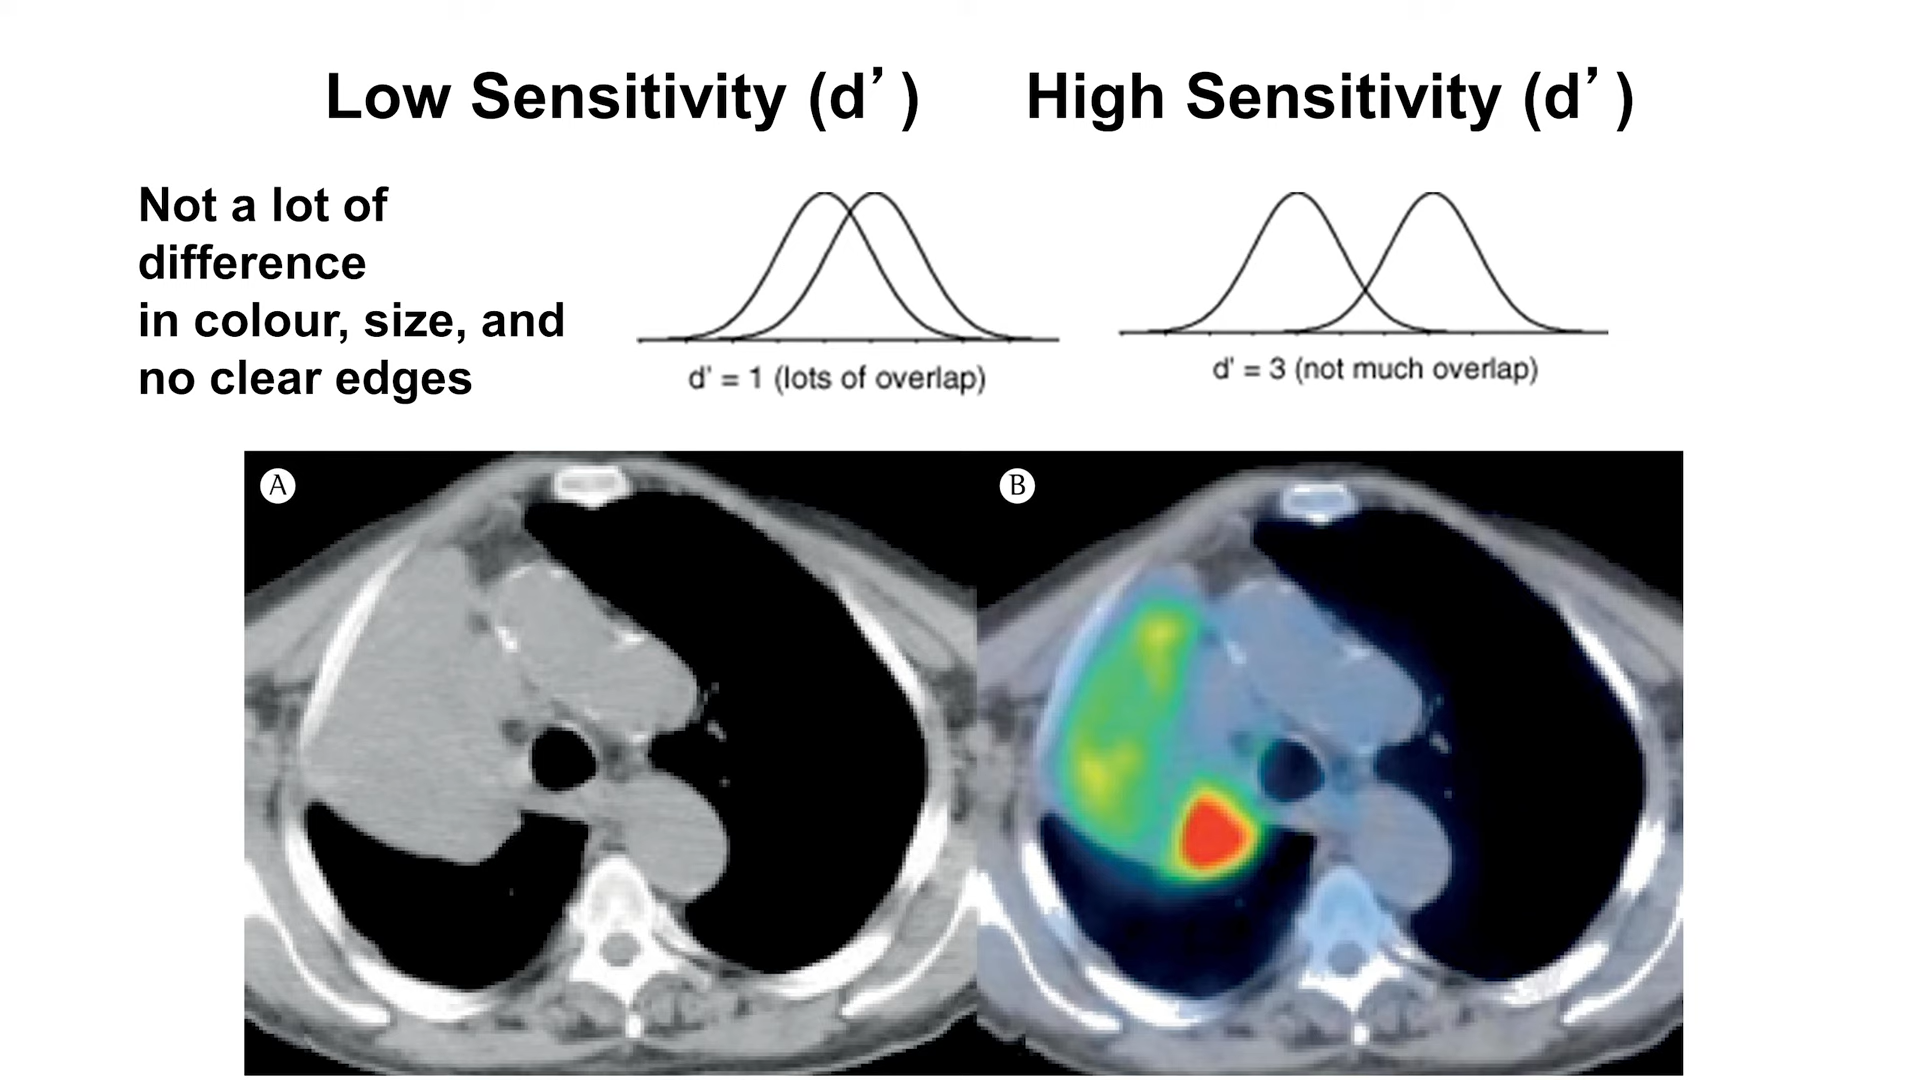 Low Sensitivity (d’)
High Sensitivity (d’)
Not a lot of
difference
in colour, size, and
no clear edges
d' = 1 (lots of overlap)
d' = 3 (not much overlap)
A
B